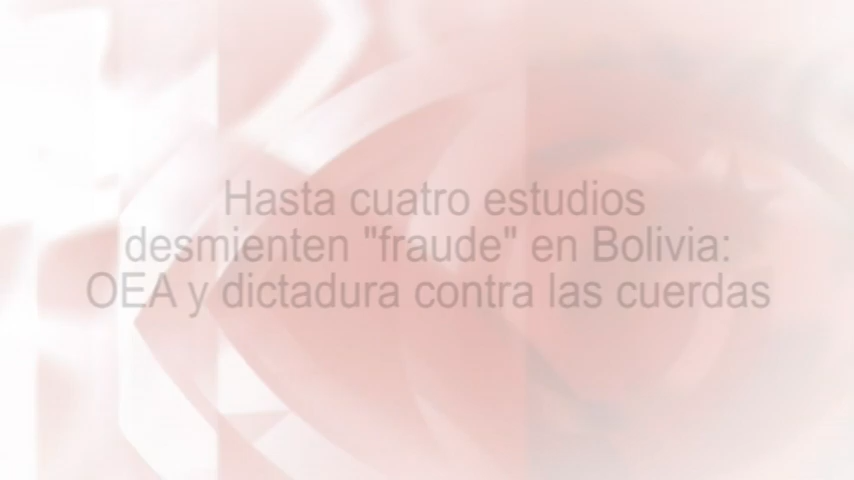 Hasta cuatro estudios
desmienten "fraude" en Bolivia:
OEA y dictadura contra las cuerdas